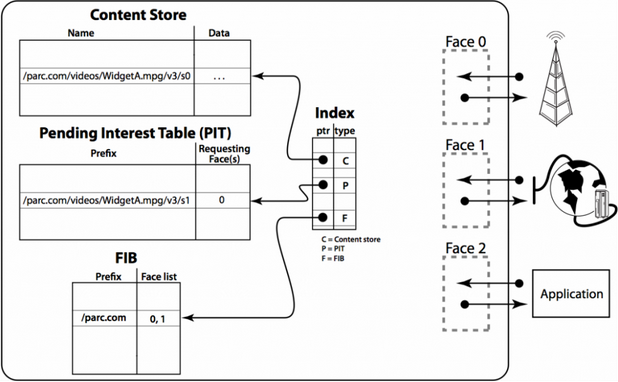 Content Store
Name Data
/parc.com/videos/WidgetA.mpg/v3/s0 ...
Pending Interest Table (PIT)
Prefix Requesting
Face(s)
/parc.com/videos/WidgetA.mpg/v3/s1 0
FIB
Prefix Face list
/parc.com 0, 1
Index
ptr type
C
P
F
C = Content store
P = PIT
F = FIB
Face 0
Face 1
Face 2
Application